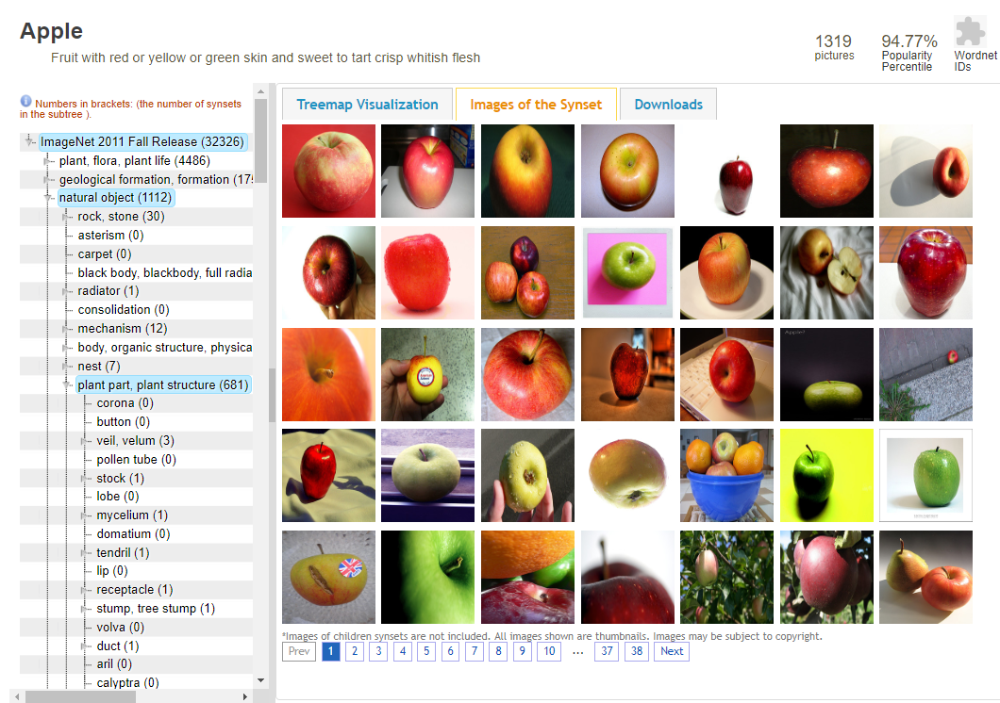 Apple
Fruit with red or yellow or green skin and sweet to tart crisp whitish flesh
1319
pictures
94.77%
Popularity
Percentile
Wordnet
IDs
Numbers in brackets: (the number of synsets
in the subtree ).
ImageNet 2011 Fall Release (32326)
plant, flora, plant life (4486)
geological formation, formation (17
natural object (1112)
rock, stone (30)
asterism (0)
carpet (0)
black body, blackbody, full radia
radiator (1)
consolidation (0)
mechanism (12)
body, organic structure, physica
nest (7)
plant part, plant structure (681)
corona (0)
button (0)
veil, velum (3)
pollen tube (0)
stock (1)
lobe (0)
mycelium (1)
domatium (0)
tendril (1)
lip (0)
receptacle (1)
stump, tree stump (1)
volva (0)
duct (1)
aril (0)
calyptra (0)
Treemap Visualization
Images of the Synset
Downloads
*Images of children synsets are not included. All images shown are thumbnails. Images may be subject to copyright.
Prev 1 2 3 4 5 6 7 8 9 10 ... 37 38 Next